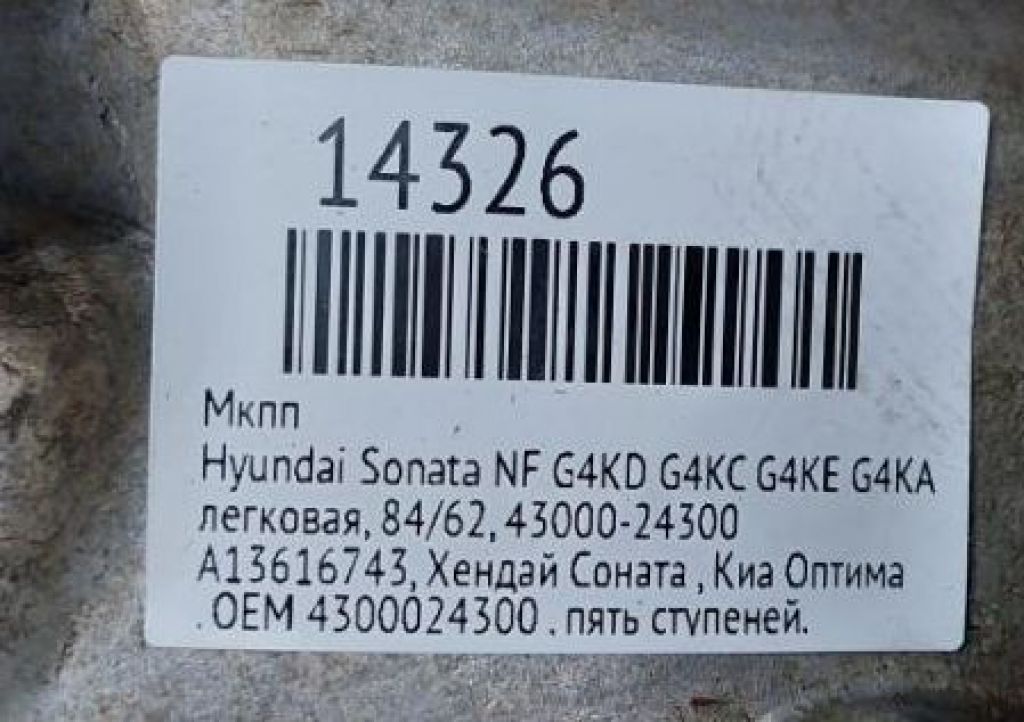 14326
Мкпп
Hyundai Sonata NF G4KD G4KC G4KE G4KA
легковая, 84/62, 43000-24300
А13616743, Хендай Соната , Киа Оптима
. OEM 4300024300 . пять ступеней.